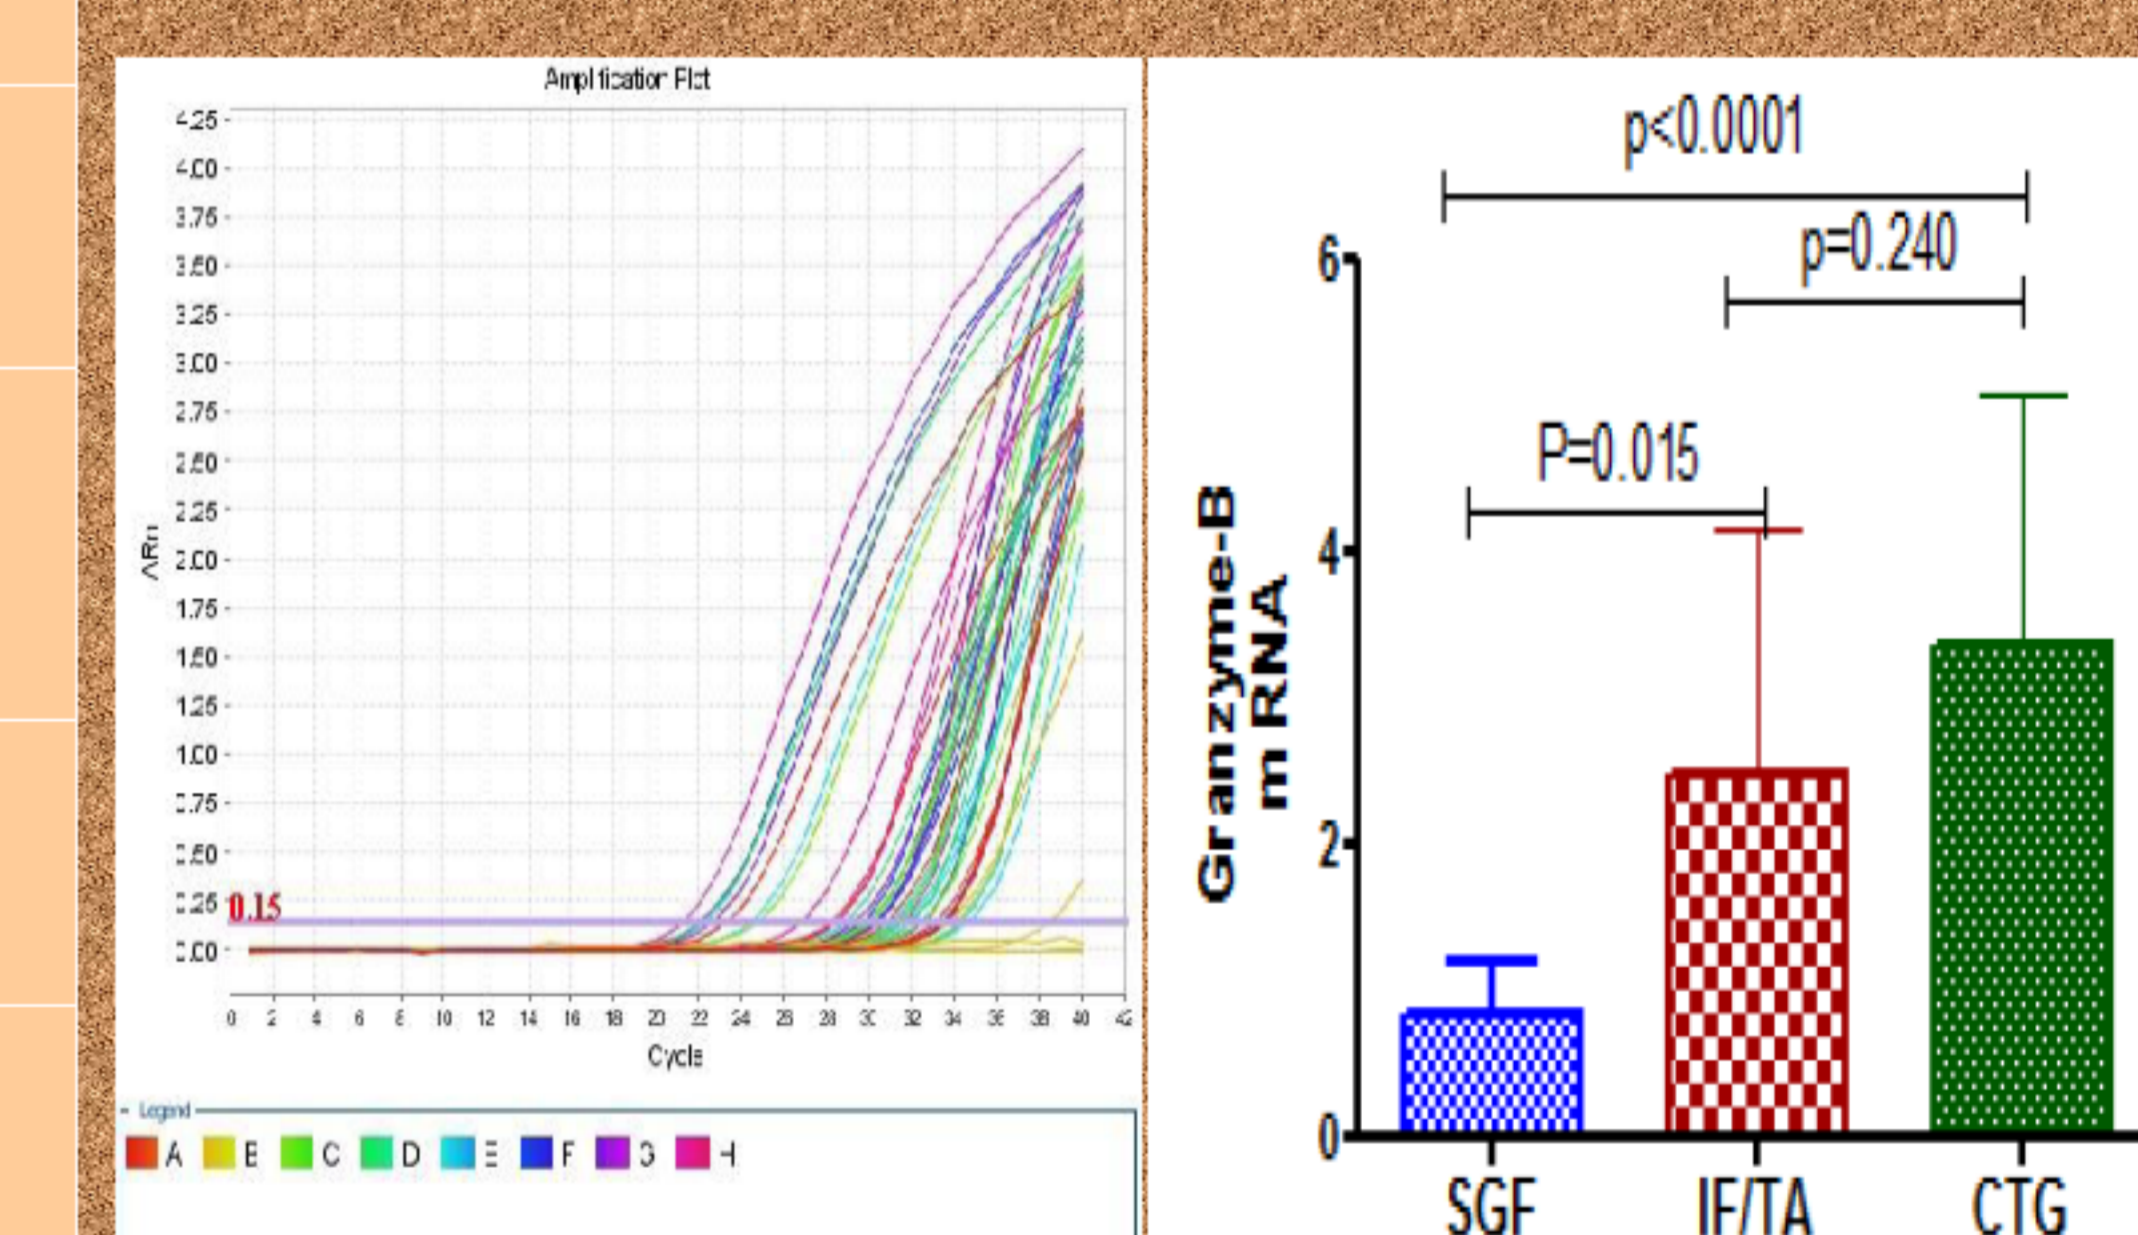 Amplification Plot
4.25
4.00
3.75
3.50
3.25
3.00
2.75
2.50
2.25
2.00
1.75
1.50
1.25
1.00
0.75
0.50
0.25
0.15
0.00
ΔRn
0 2 4 6 8 10 12 14 16 18 20 22 24 26 28 30 32 34 36 38 40 42
Cycle
Legend
A B C D E F G H
p<0.0001
p=0.240
P=0.015
6
4
2
0
Granzyme-B
m RNA
SGF IF/TA CTG